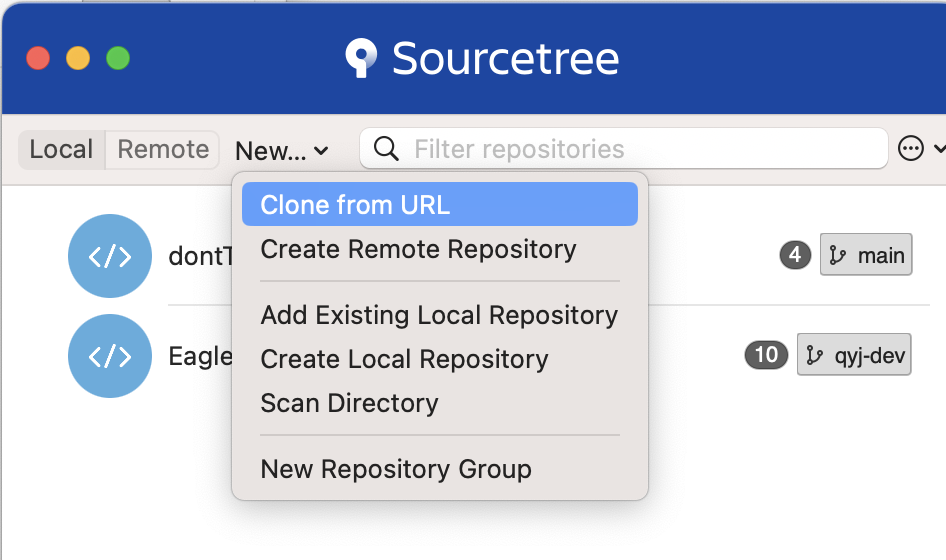 Sourcetree
Local Remote New... Filter repositories
Clone from URL
Create Remote Repository
Add Existing Local Repository
Create Local Repository
Scan Directory
New Repository Group
4 main
Eagle 10 qyj-dev